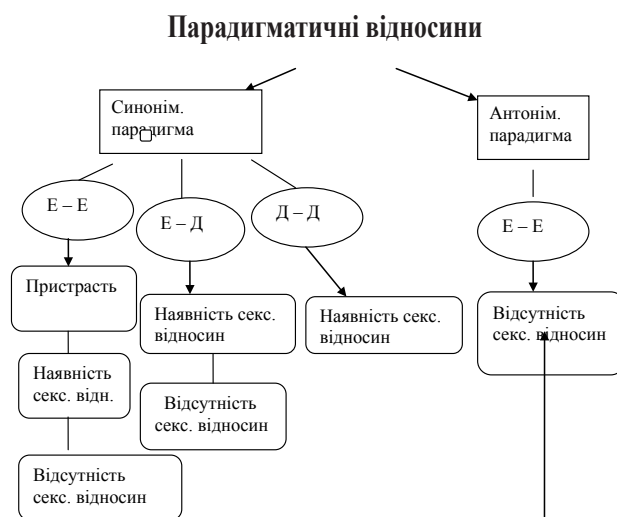 Парадигматичні відносини
Синонім.
парадигма
Антонім.
парадигма
Е – Е
Е – Д
Д – Д
Е – Е
Пристрасть
Наявність секс.
відносин
Наявність секс.
відносин
Відсутність
секс. відносин
Наявність
секс. відн.
Відсутність
секс. відносин
Відсутність
секс. відносин